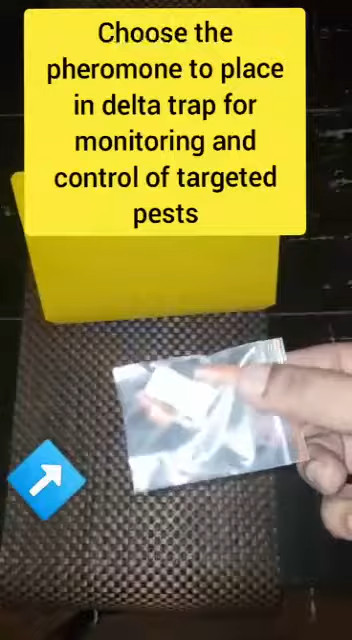 Choose the
pheromone to place
in delta trap for
monitoring and
control of targeted
pests